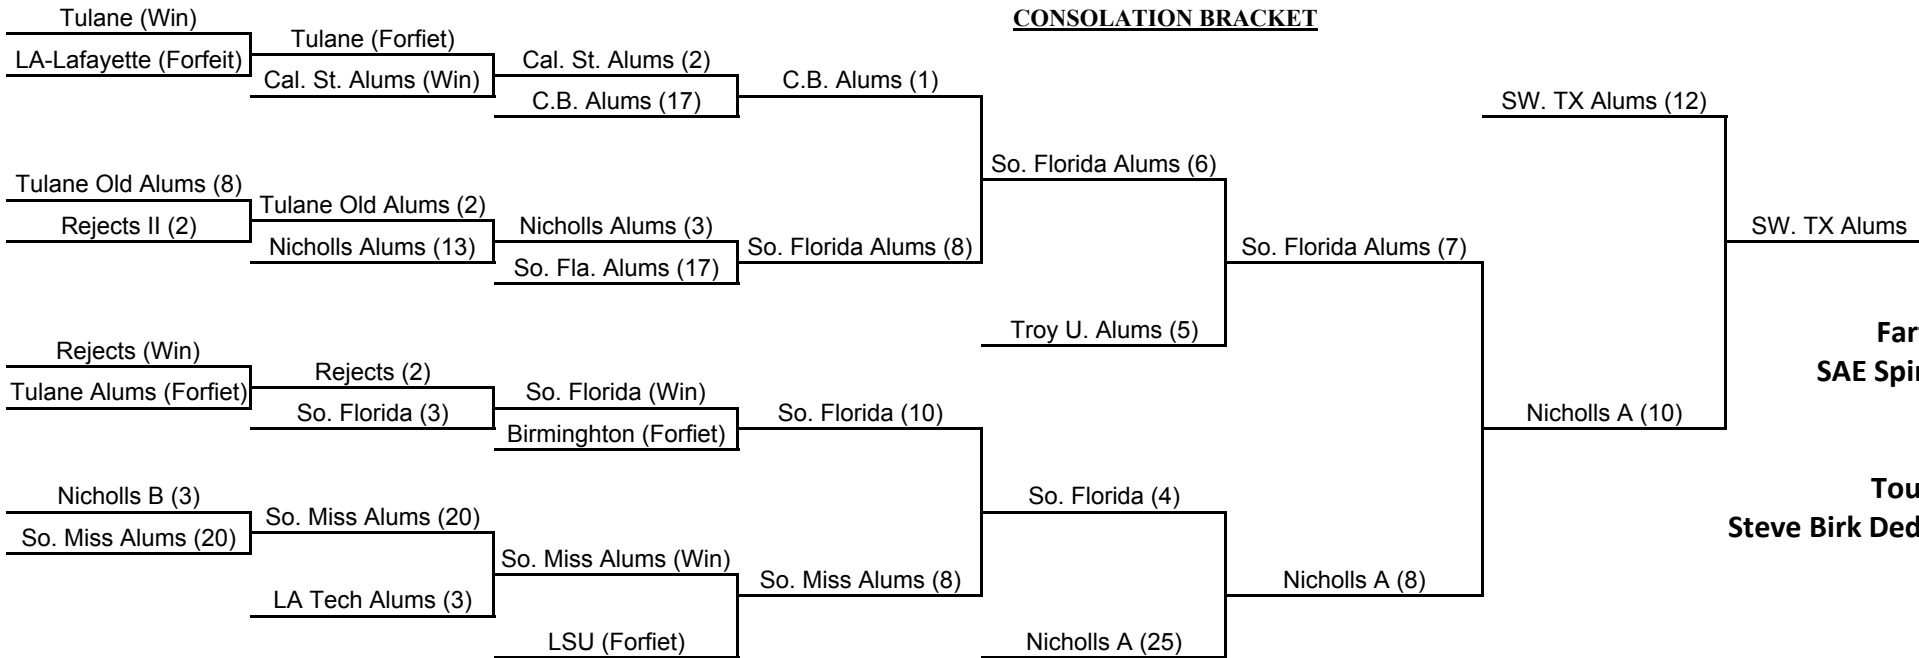 CONSOLATION BRACKET
Tulane (Win)
LA-Lafayette (Forfeit)
Tulane Old Alums (8)
Rejects II (2)
Rejects (Win)
Tulane Alums (Forfiet)
Nicholls B (3)
So. Miss Alums (20)
Tulane (Forfiet)
Cal. St. Alums (Win)
Tulane Old Alums (2)
Nicholls Alums (13)
Rejects (2)
So. Florida (3)
So. Miss Alums (20)
LA Tech Alums (3)
Cal. St. Alums (2)
C.B. Alums (17)
Nicholls Alums (3)
So. Fla. Alums (17)
So. Florida (Win)
Birminghton (Forfiet)
So. Miss Alums (Win)
LSU (Forfiet)
C.B. Alums (1)
So. Florida Alums (8)
So. Florida (10)
So. Miss Alums (8)
So. Florida Alums (6)
Troy U. Alums (5)
So. Florida (4)
Nicholls A (25)
So. Florida Alums (7)
Nicholls A (8)
SW. TX Alums (12)
Nicholls A (10)
SW. TX Alums
SAE
Steve Birk